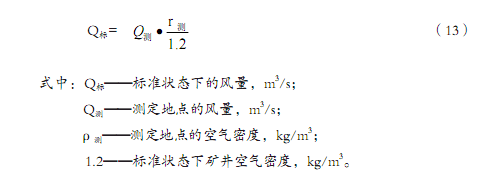 Q标= Q测•r测/1.2 （13）
式中：Q标——标准状态下的风量，m³/s；
Q测——测定地点的风量，m³/s；
ρ测——测定地点的空气密度，kg/m³；
1.2——标准状态下矿井空气密度，kg/m³。